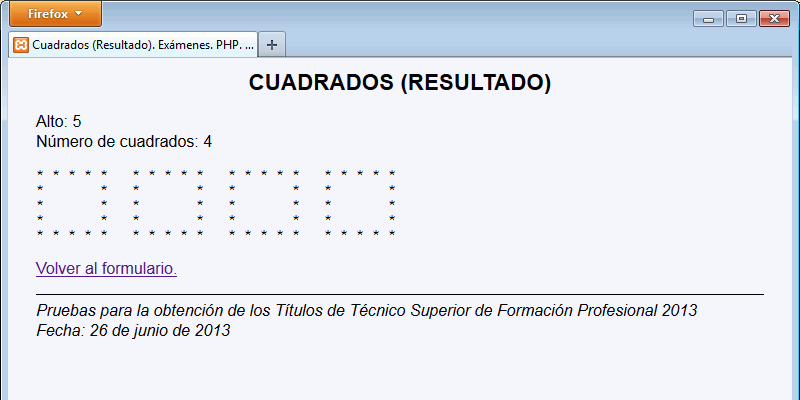 Firefox
Cuadrados (Resultado). Exámenes. PHP. ...
CUADRADOS (RESULTADO)
Alto: 5
Número de cuadrados: 4
* * * * *   * * * * *   * * * * *   * * * * *
*       *   *       *   *       *   *       *
*       *   *       *   *       *   *       *
*       *   *       *   *       *   *       *
* * * * *   * * * * *   * * * * *   * * * * *
Volver al formulario.
Pruebas para la obtención de los Títulos de Técnico Superior de Formación Profesional 2013
Fecha: 26 de junio de 2013